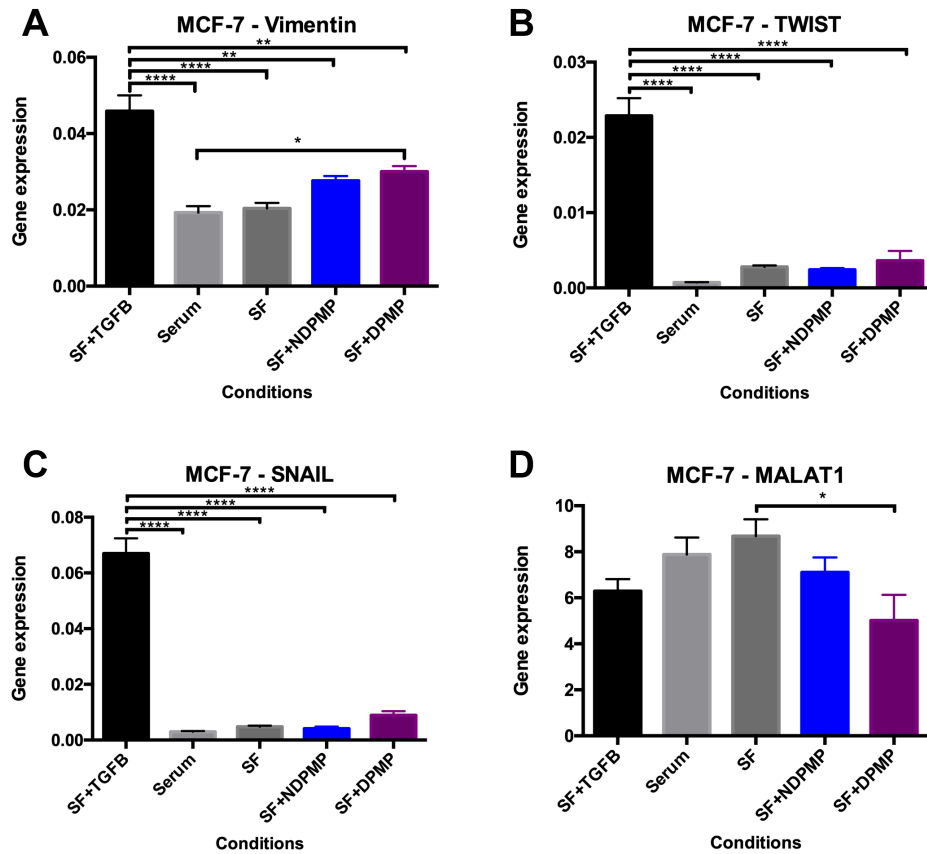 A
MCF-7 - Vimentin
**
**
****
****
*
Gene expression
0.06
0.04
0.02
0.00
SF+TGFB
Serum
SF
SF+NDPMP
SF+DPMP
Conditions
B
MCF-7 - TWIST
****
****
****
****
Gene expression
0.03
0.02
0.01
0.00
SF+TGFB
Serum
SF
SF+NDPMP
SF+DPMP
Conditions
C
MCF-7 - SNAIL
****
****
****
****
Gene expression
0.08
0.06
0.04
0.02
0.00
SF+TGFB
Serum
SF
SF+NDPMP
SF+DPMP
Conditions
D
MCF-7 - MALAT1
*
Gene expression
10
8
6
4
2
0
SF+TGFB
Serum
SF
SF+NDPMP
SF+DPMP
Conditions